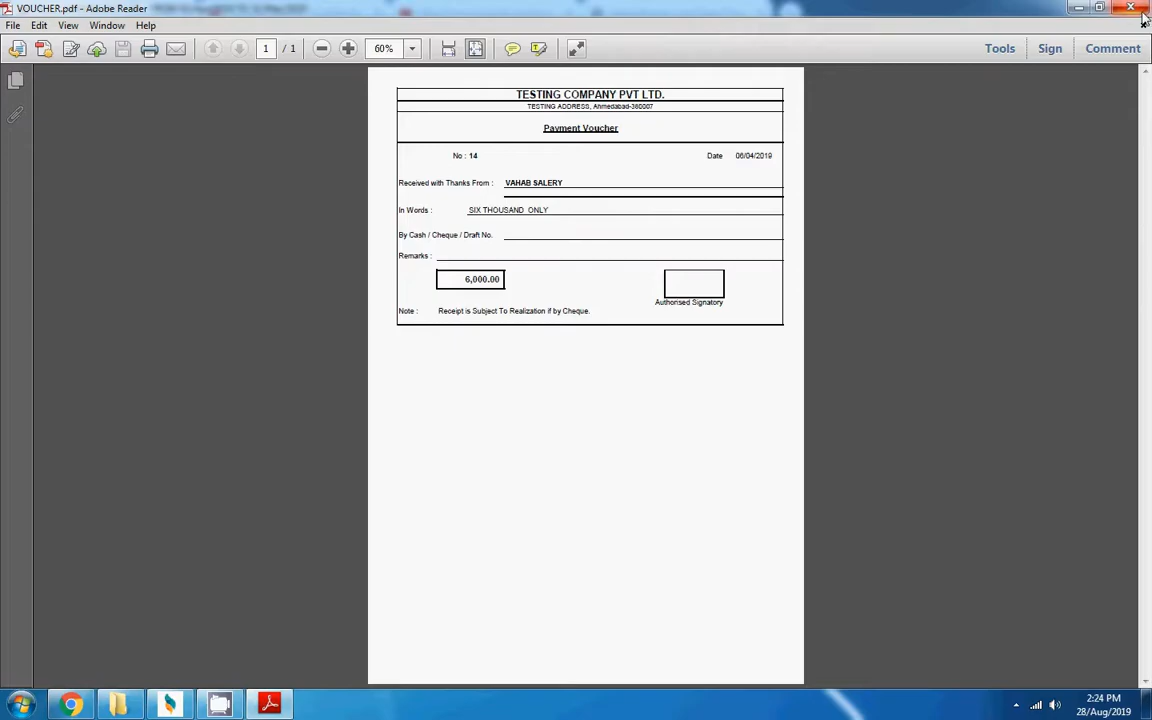 VOUCHER.pdf - Adobe Reader
File Edit View Window Help
1 / 1 60% Tools Sign Comment
TESTING COMPANY PVT LTD.
TESTING ADDRESS, Ahmedabad-380007
Payment Voucher
No : 14 Date 06/04/2019
Received with Thanks From : VAHAB SALERY
In Words : SIX THOUSAND ONLY
By Cash / Cheque / Draft No.
Remarks :
6,000.00
Authorised Signatory
Note : Receipt is Subject To Realization if by Cheque.
2:24 PM
28/Aug/2019